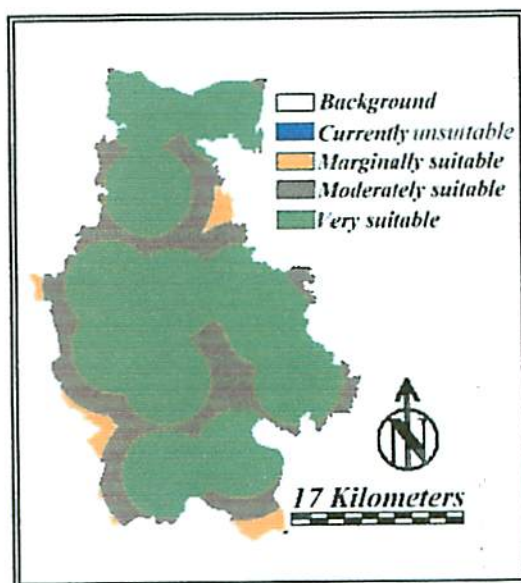 Background
Currently unsuitable
Marginally suitable
Moderately suitable
Very suitable
N
17 Kilometers